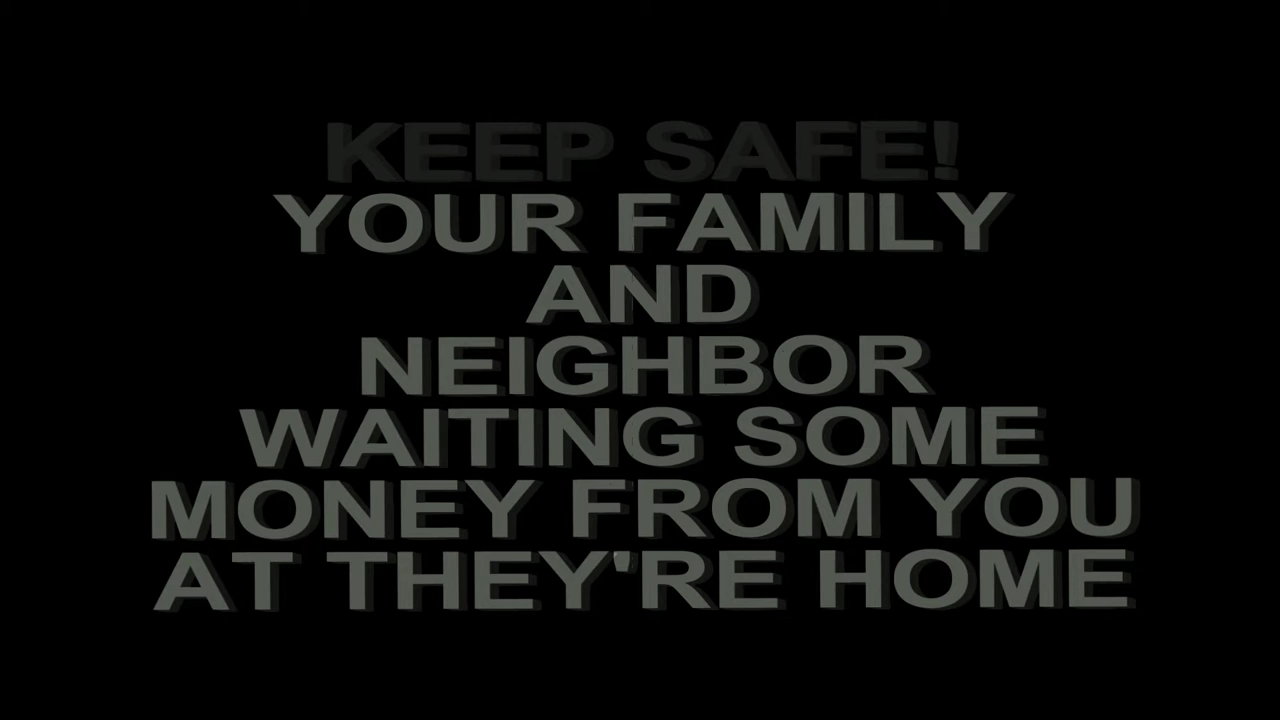 KEEP SAFE!
YOUR FAMILY
AND
NEIGHBOR
WAITING SOME
MONEY FROM YOU
AT THEY'RE HOME